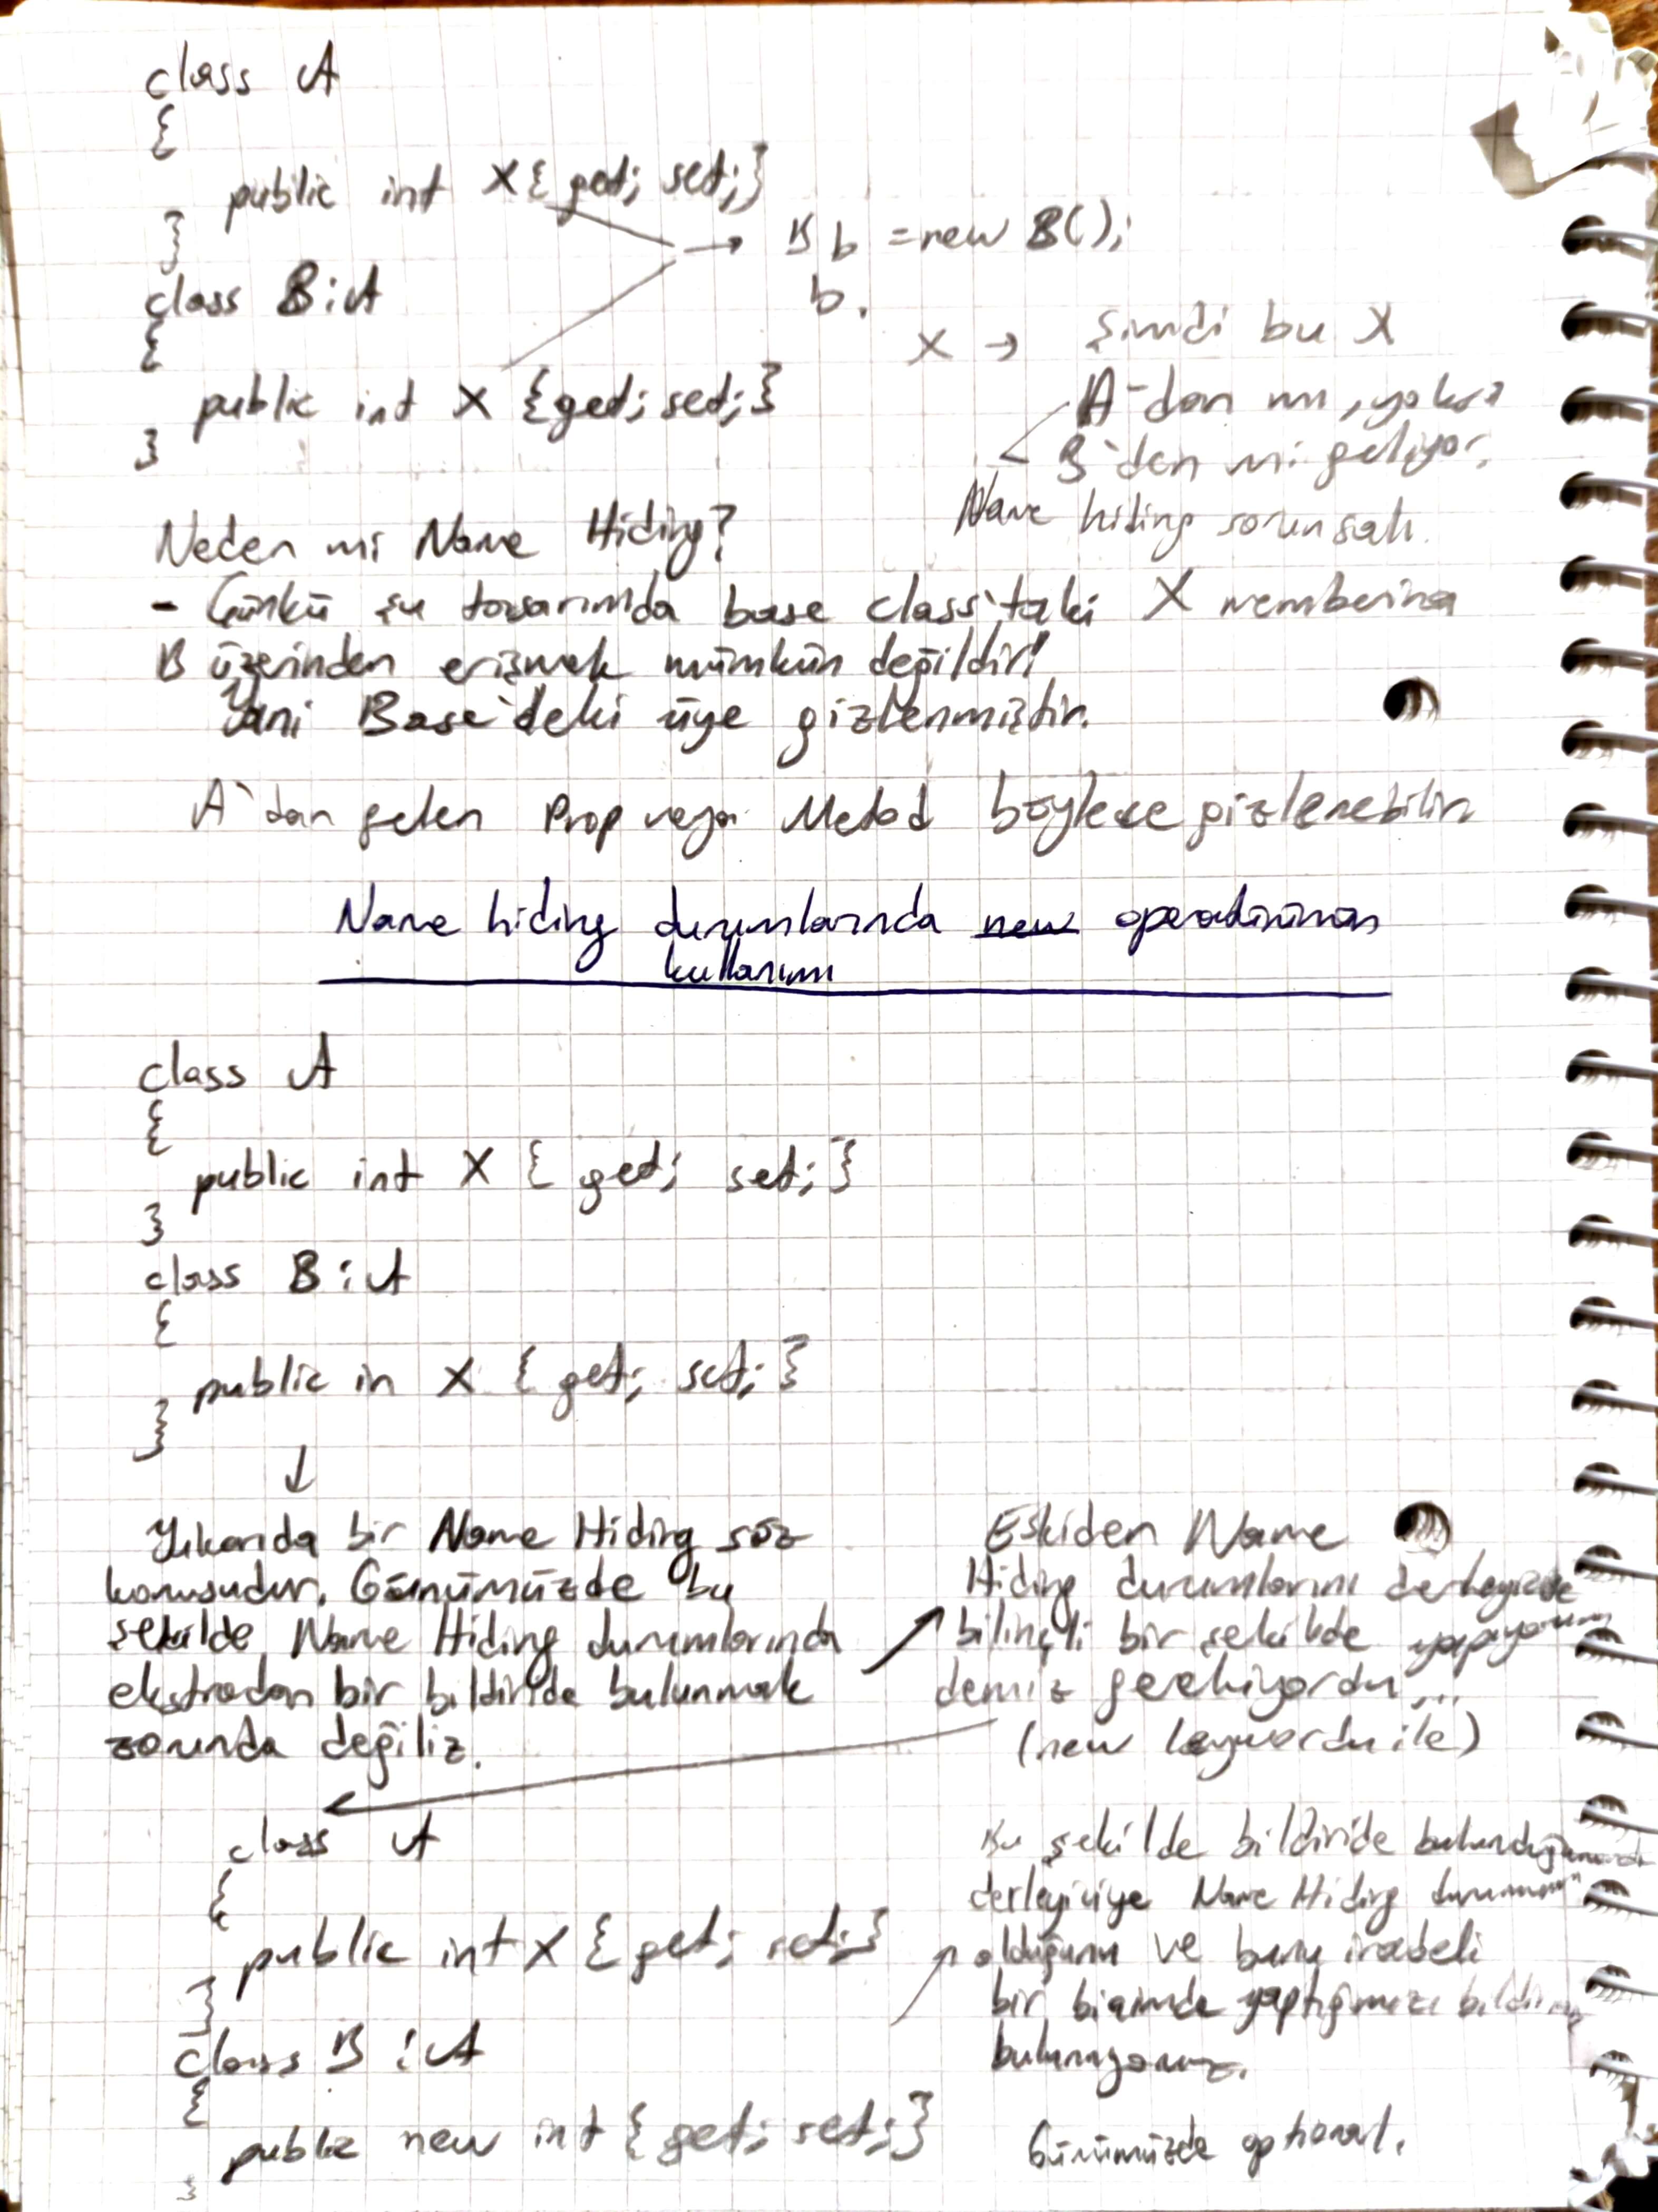 class A
{
public int X { get; set; }
}
→ B b = new B();
b.
class B : A
{
X → Şimdi bu X
A'dan mı, yoksa
B'den mi geliyor.
public int X { get; set; }
}
Name hiding sorunsalı.
Neden mi Name Hiding?
- Çünkü şu tasarımda base class'taki X memberına
B üzerinden erişmek mümkün değildir!
Yani Base'deki üye gizlenmiştir.
A'dan gelen Prop veya Metod böylece gizlenebilir
Name hiding durumlarında new operatörünün
kullanımı
class A
{
public int X { get; set; }
}
class B : A
{
public in X { get; set; }
}
↓
Yukarıda bir Name Hiding söz
konusudur. Günümüzde bu
şekilde Name Hiding durumlarında
ekstradan bir bildiride bulunmak
zorunda değiliz.
Eskiden Name
Hiding durumlarını derleyiciye
bilinçli bir şekilde yapıyorum
demiz gerekiyordu...
(new keywordu ile)
class A
{
public int X { get; set; }
}
class B : A
{
public new int { get; set; }
}
Bu şekilde bildiride bulunduğumuzda
derleyiciye Name Hiding durumunun
olduğunu ve bunu iradeli
bir biçimde yaptığımızı
bulunuyoruz.
Günümüzde optional.